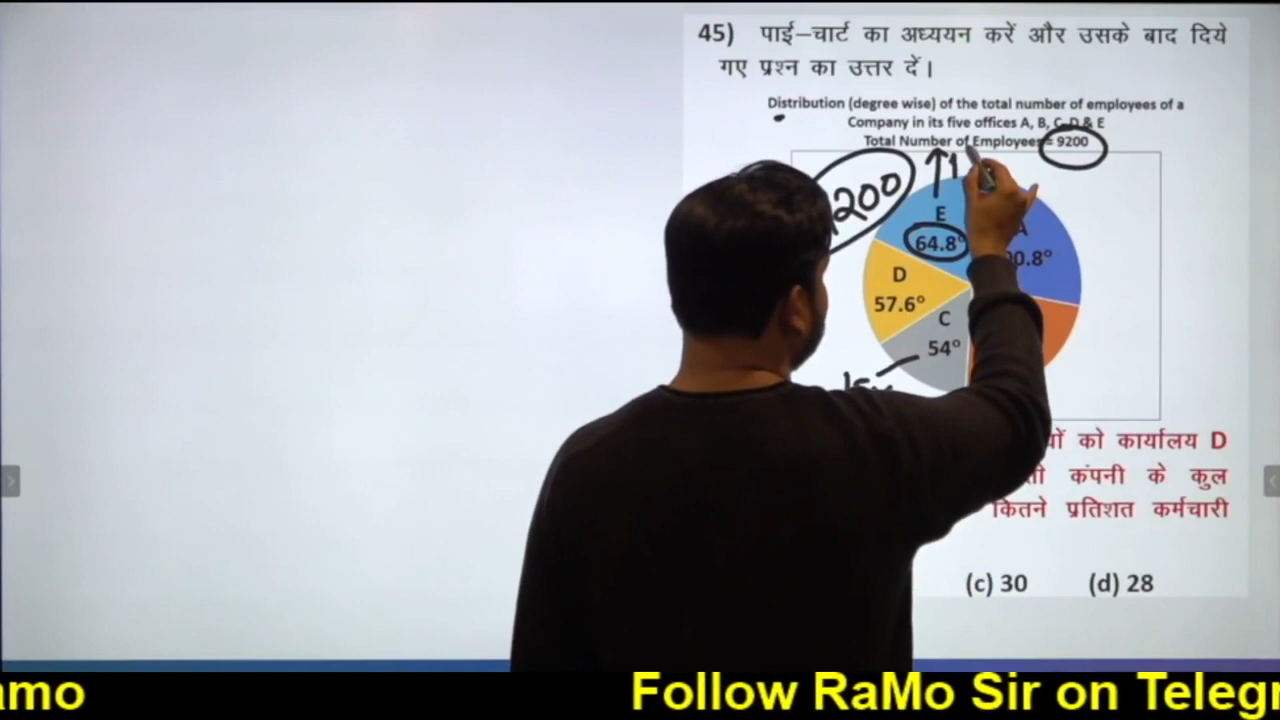 45) पाई–चार्ट का अध्ययन करें और उसके बाद दिये
गए प्रश्न का उत्तर दें।
Distribution (degree wise) of the total number of employees of a
Company in its five offices A, B, C, D & E
Total Number of Employees = 9200
200
E
64.8°
A
D
57.6°
C
54°
को कार्यालय D
कंपनी के कुल
कितने प्रतिशत कर्मचारी
(c) 30 (d) 28
amo Follow RaMo Sir on Telegr